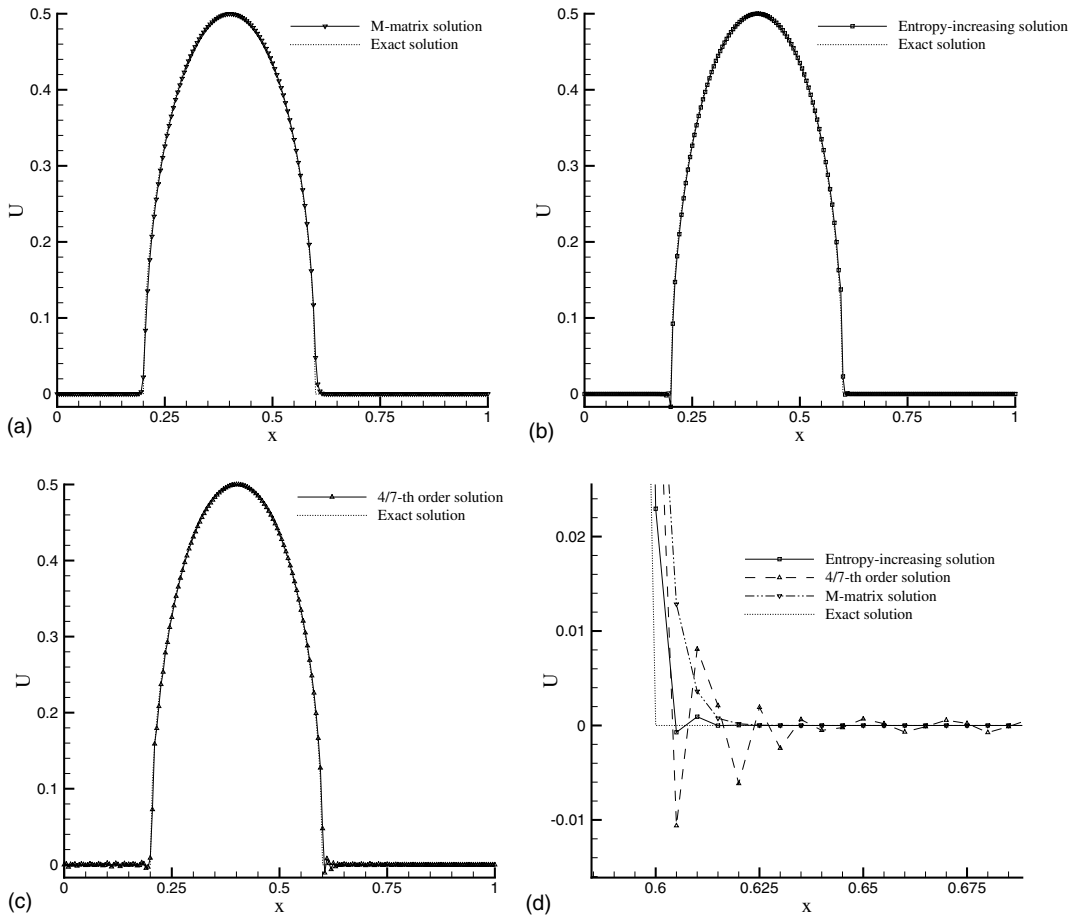 0.5
0.4
0.3
0.2
0.1
0
U
0
0.25
0.5
0.75
1
x
M-matrix solution
Exact solution
(a)
0.5
0.4
0.3
0.2
0.1
0
U
0
0.25
0.5
0.75
1
x
Entropy-increasing solution
Exact solution
(b)
0.5
0.4
0.3
0.2
0.1
0
U
0
0.25
0.5
0.75
1
x
4/7-th order solution
Exact solution
(c)
0.02
0.01
0
-0.01
U
0.6
0.625
0.65
0.675
x
Entropy-increasing solution
4/7-th order solution
M-matrix solution
Exact solution
(d)